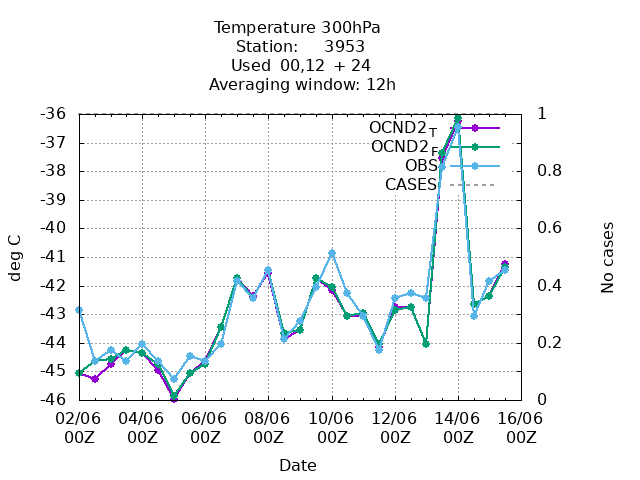 Temperature 300hPa
Station: 3953
Used 00,12 + 24
Averaging window: 12h
-36
-37
-38
-39
-40
-41
-42
-43
-44
-45
-46
1
0.8
0.6
0.4
0.2
0
OCND2T
OCND2F
OBS
CASES
deg C
No cases
02/06 04/06 06/06 08/06 10/06 12/06 14/06 16/06
00Z 00Z 00Z 00Z 00Z 00Z 00Z 00Z
Date